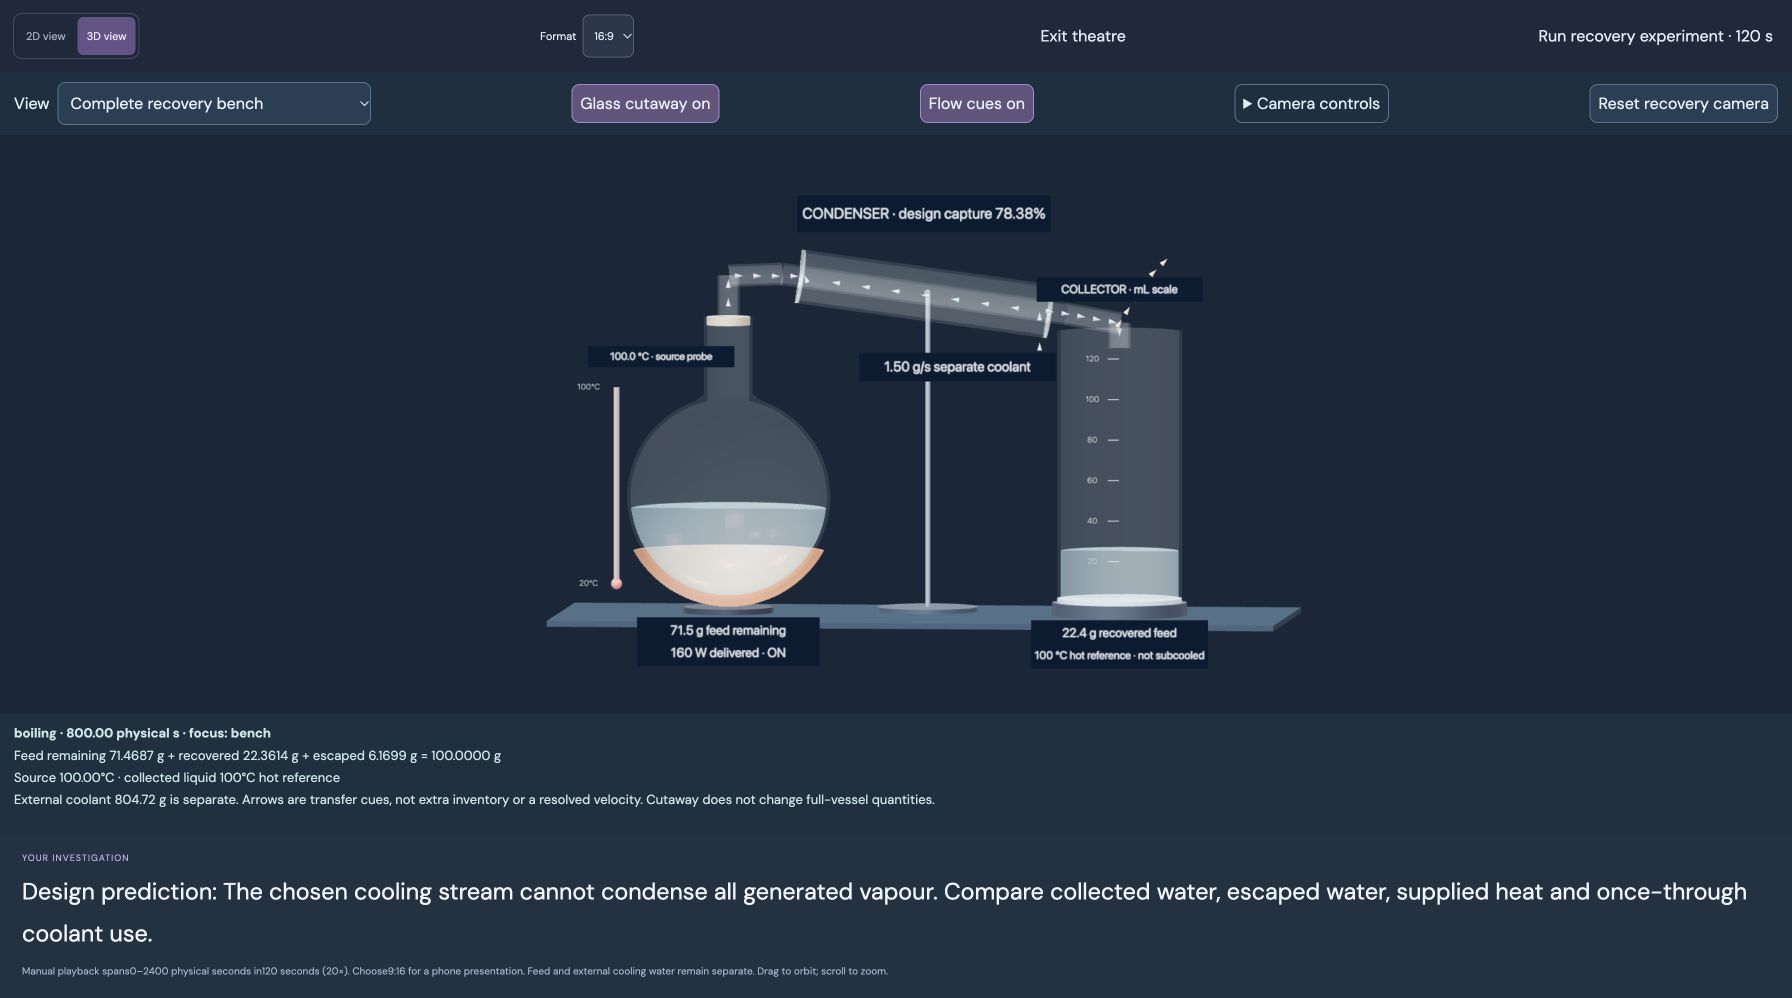 2D view 3D view Format 16:9 Exit theatre Run recovery experiment · 120 s
View Complete recovery bench Glass cutaway on Flow cues on ▶ Camera controls Reset recovery camera
CONDENSER · design capture 78.38%
COLLECTOR · mL scale
100.0 °C · source probe
1.50 g/s separate coolant
100°C
20°C
120
100
80
60
40
20
71.5 g feed remaining
160 W delivered · ON
22.4 g recovered feed
100 °C hot reference · not subcooled
boiling · 800.00 physical s · focus: bench
Feed remaining 71.4687 g + recovered 22.3614 g + escaped 6.1699 g = 100.0000 g
Source 100.00°C · collected liquid 100°C hot reference
External coolant 804.72 g is separate. Arrows are transfer cues, not extra inventory or a resolved velocity. Cutaway does not change full-vessel quantities.
YOUR INVESTIGATION
Design prediction: The chosen cooling stream cannot condense all generated vapour. Compare collected water, escaped water, supplied heat and once-through
coolant use.
Manual playback spans0–2400 physical seconds in120 seconds (20×). Choose9:16 for a phone presentation. Feed and external cooling water remain separate. Drag to orbit; scroll to zoom.